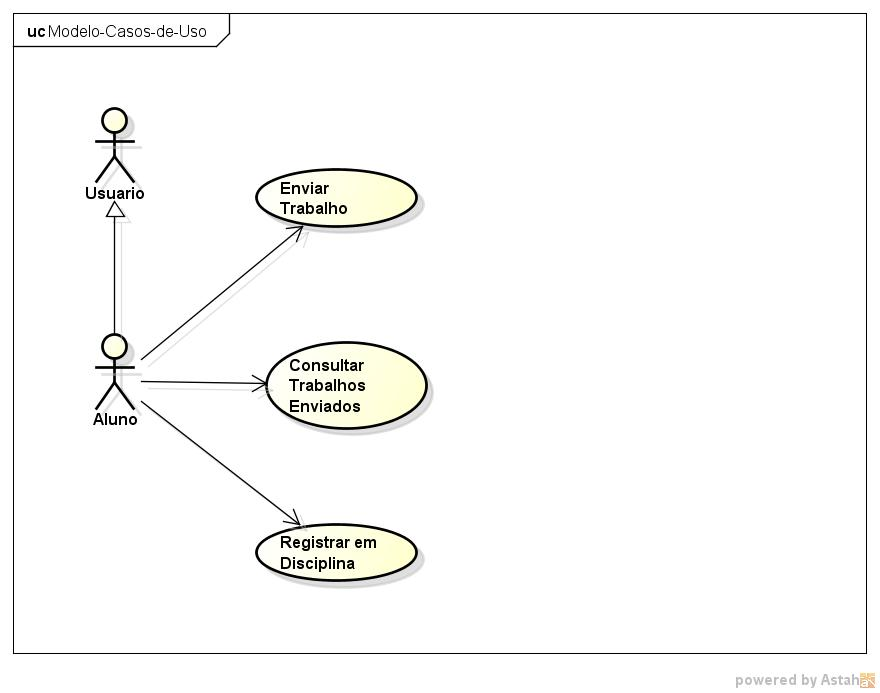 uc Modelo-Casos-de-Uso
Usuario
Enviar
Trabalho
Consultar
Trabalhos
Enviados
Aluno
Registrar em
Disciplina
powered by Astah